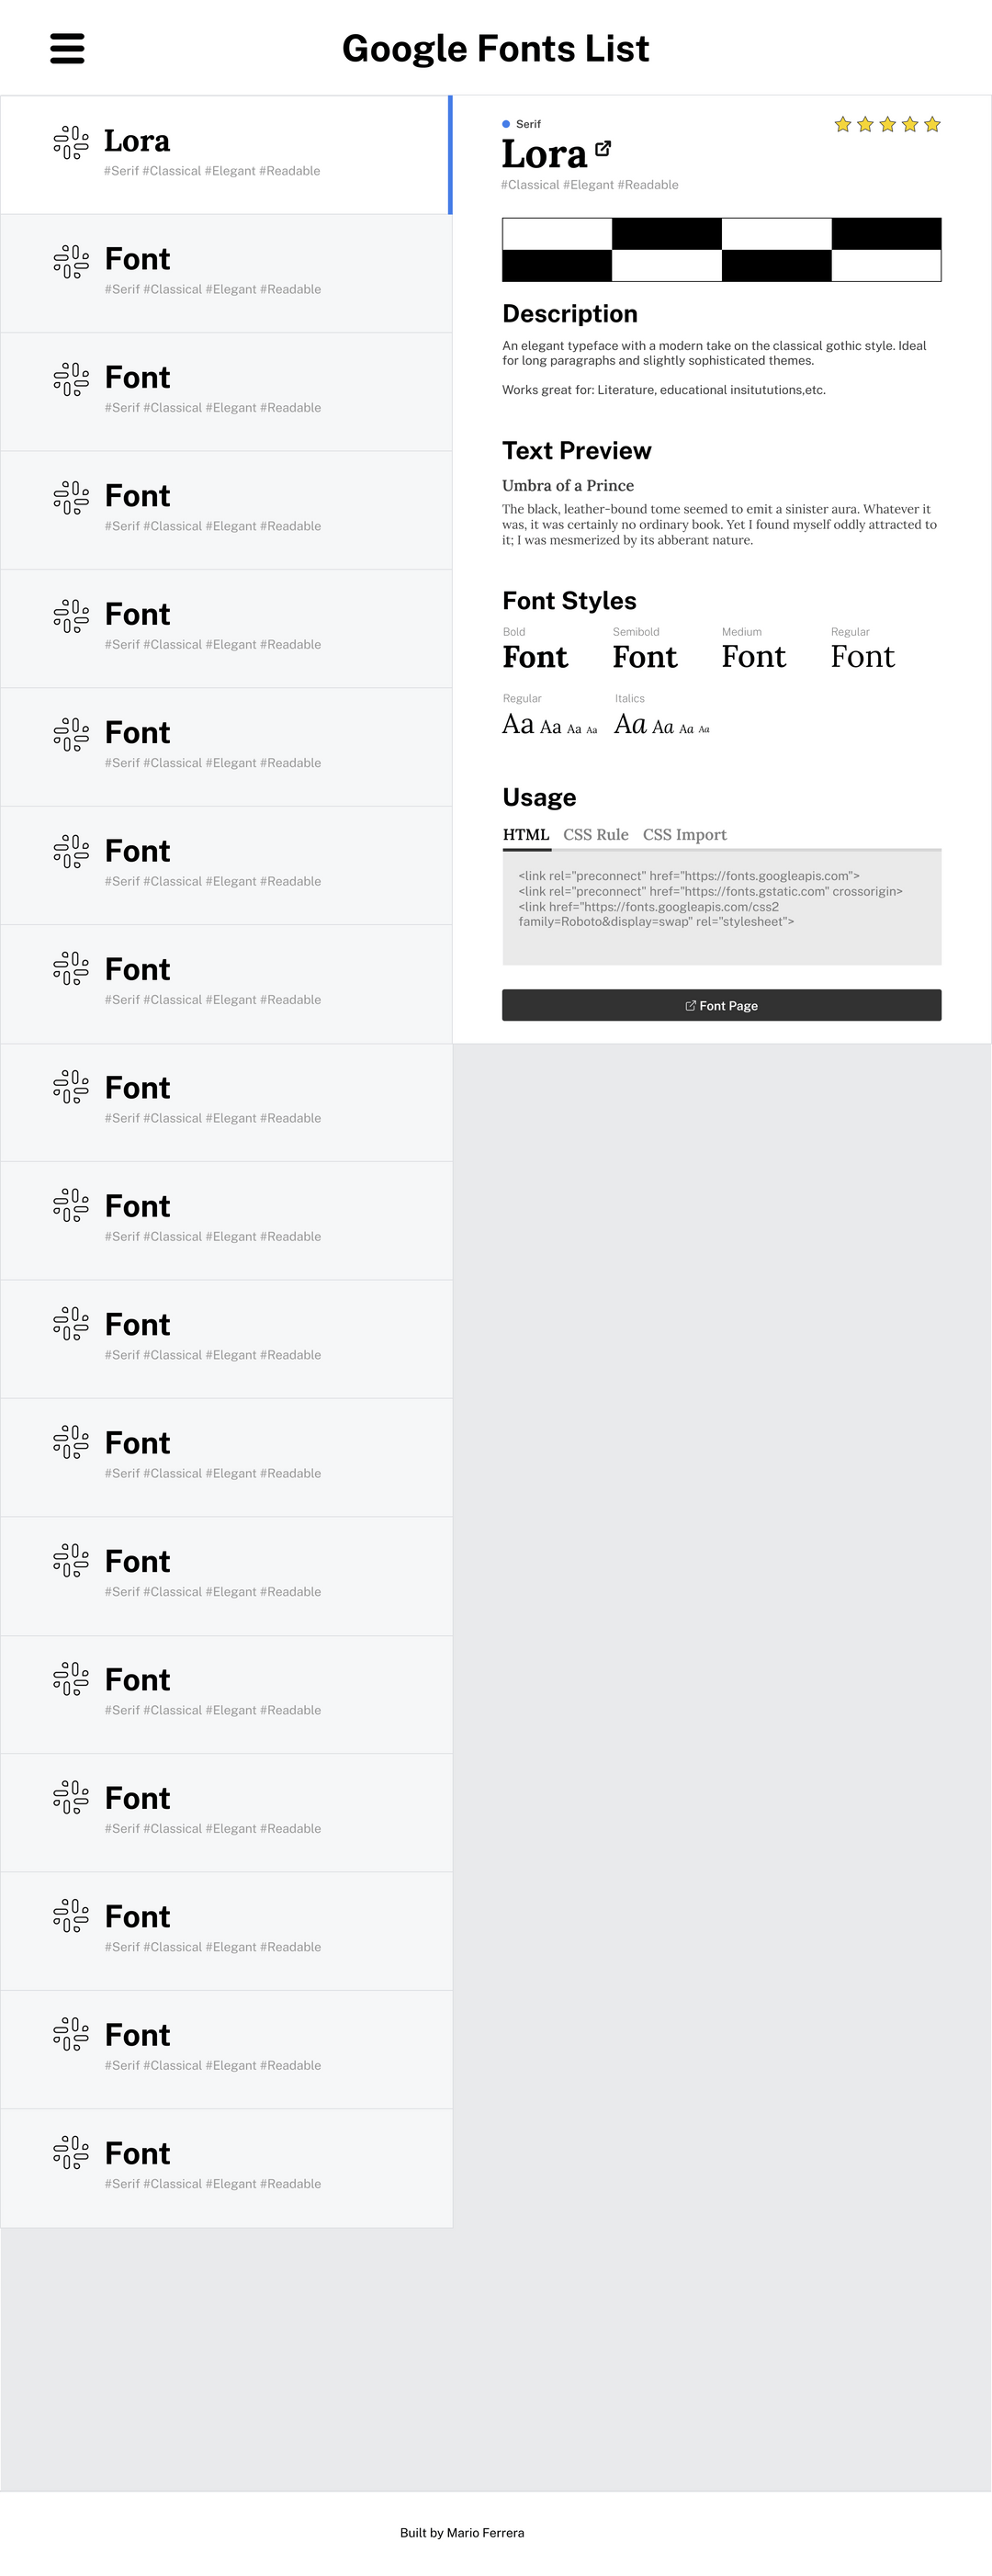 Google Fonts List
Lora
#Serif #Classical #Elegant #Readable
Font
#Serif #Classical #Elegant #Readable
Font
#Serif #Classical #Elegant #Readable
Font
#Serif #Classical #Elegant #Readable
Font
#Serif #Classical #Elegant #Readable
Font
#Serif #Classical #Elegant #Readable
Font
#Serif #Classical #Elegant #Readable
Font
#Serif #Classical #Elegant #Readable
Font
#Serif #Classical #Elegant #Readable
Font
#Serif #Classical #Elegant #Readable
Font
#Serif #Classical #Elegant #Readable
Font
#Serif #Classical #Elegant #Readable
Font
#Serif #Classical #Elegant #Readable
Font
#Serif #Classical #Elegant #Readable
Font
#Serif #Classical #Elegant #Readable
Font
#Serif #Classical #Elegant #Readable
Font
#Serif #Classical #Elegant #Readable
Font
#Serif #Classical #Elegant #Readable
Serif
Lora
#Classical #Elegant #Readable
Description
An elegant typeface with a modern take on the classical gothic style. Ideal
for long paragraphs and slightly sophisticated themes.
Works great for: Literature, educational insitututions,etc.
Text Preview
Umbra of a Prince
The black, leather-bound tome seemed to emit a sinister aura. Whatever it
was, it was certainly no ordinary book. Yet I found myself oddly attracted to
it; I was mesmerized by its abberant nature.
Font Styles
Bold Semibold Medium Regular
Font Font Font Font
Regular Italics
Aa Aa Aa Aa Aa Aa Aa Aa
Usage
HTML CSS Rule CSS Import
<link rel="preconnect" href="https://fonts.googleapis.com">
<link rel="preconnect" href="https://fonts.gstatic.com" crossorigin>
<link href="https://fonts.googleapis.com/css2
family=Roboto&display=swap" rel="stylesheet">
Font Page
Built by Mario Ferrera